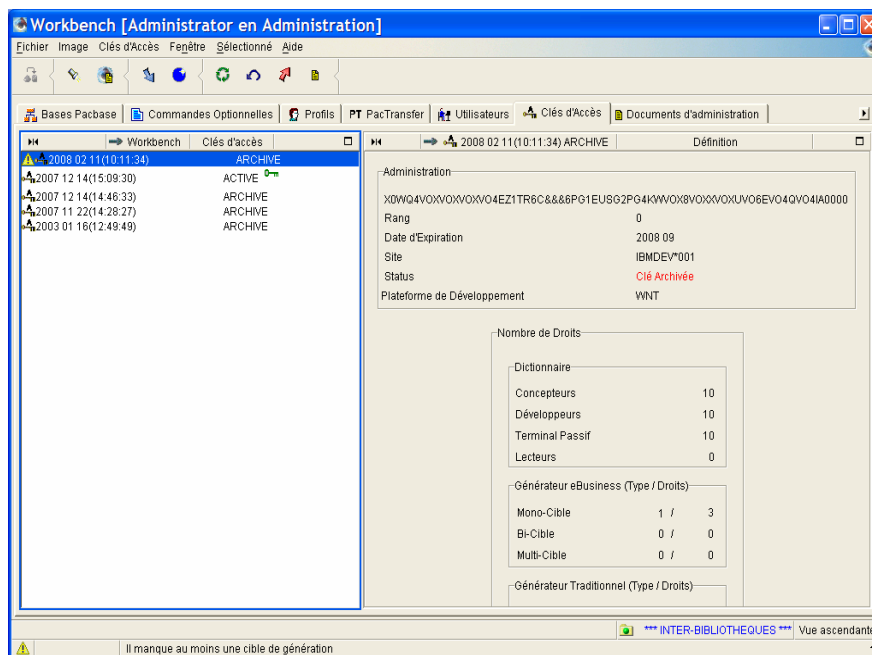 Workbench [Administrator en Administration]
Fichier Image Clés d'Accès Fenêtre Sélectionné Aide
Bases Pacbase Commandes Optionnelles Profils PT PacTransfer Utilisateurs Clés d'Accès Documents d'administration
Workbench Clés d'accès
2008 02 11(10:11:34) ARCHIVE
2007 12 14(15:09:30) ACTIVE
2007 12 14(14:46:33) ARCHIVE
2007 11 22(14:28:27) ARCHIVE
2003 01 16(12:49:49) ARCHIVE
2008 02 11(10:11:34) ARCHIVE Définition
Administration
X0WQ4VOXVOXVOXVO4EZ1TR6C&&&6PG1EUSG2PG4KWVOX8VOXXVOXUVO6EVO4QVO4IA0000
Rang 0
Date d'Expiration 2008 09
Site IBMDEV*001
Status Clé Archivée
Plateforme de Développement WNT
Nombre de Droits
Dictionnaire
Concepteurs 10
Développeurs 10
Terminal Passif 10
Lecteurs 0
Générateur eBusiness (Type / Droits)
Mono-Cible 1 / 3
Bi-Cible 0 / 0
Multi-Cible 0 / 0
Générateur Traditionnel (Type / Droits)
*** INTER-BIBLIOTHEQUES *** Vue ascendante
Il manque au moins une cible de génération